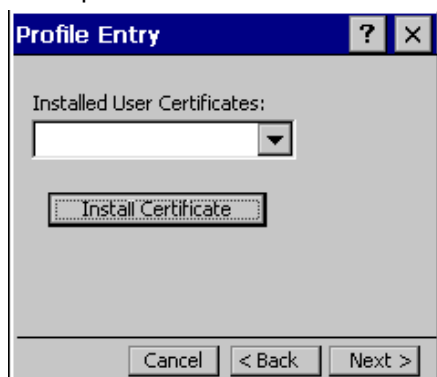 Profile Entry ? ×
Installed User Certificates:
Install Certificate
Cancel < Back Next >